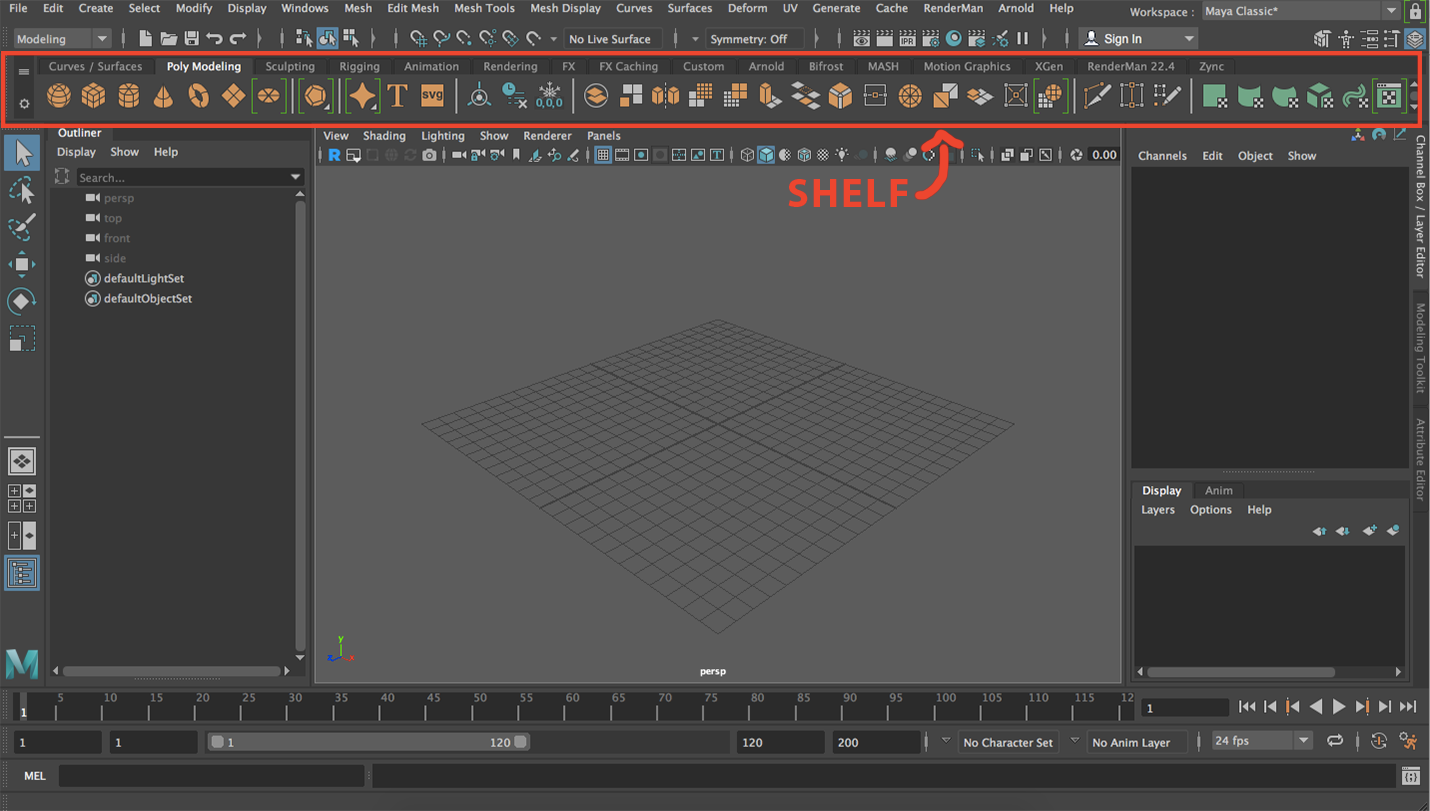 File Edit Create Select Modify Display Windows Mesh Edit Mesh Mesh Tools Mesh Display Curves Surfaces Deform UV Generate Cache RenderMan Arnold Help Workspace : Maya Classic*
Modeling No Live Surface Symmetry: Off Sign In
Curves / Surfaces Poly Modeling Sculpting Rigging Animation Rendering FX FX Caching Custom Arnold Bifrost MASH Motion Graphics XGen RenderMan 22.4 Zync
T SVG 0,0,0
Outliner
Display Show Help
Search...
persp
top
front
side
defaultLightSet
defaultObjectSet
View Shading Lighting Show Renderer Panels
R 0.00
SHELF
y
z x
persp
Channels Edit Object Show
Channel Box / Layer Editor
Modeling Toolkit
Attribute Editor
Display Anim
Layers Options Help
M
1 5 10 15 20 25 30 35 40 45 50 55 60 65 70 75 80 85 90 95 100 105 110 115 12 1
1 1 1 120 120 200 No Character Set No Anim Layer 24 fps
MEL